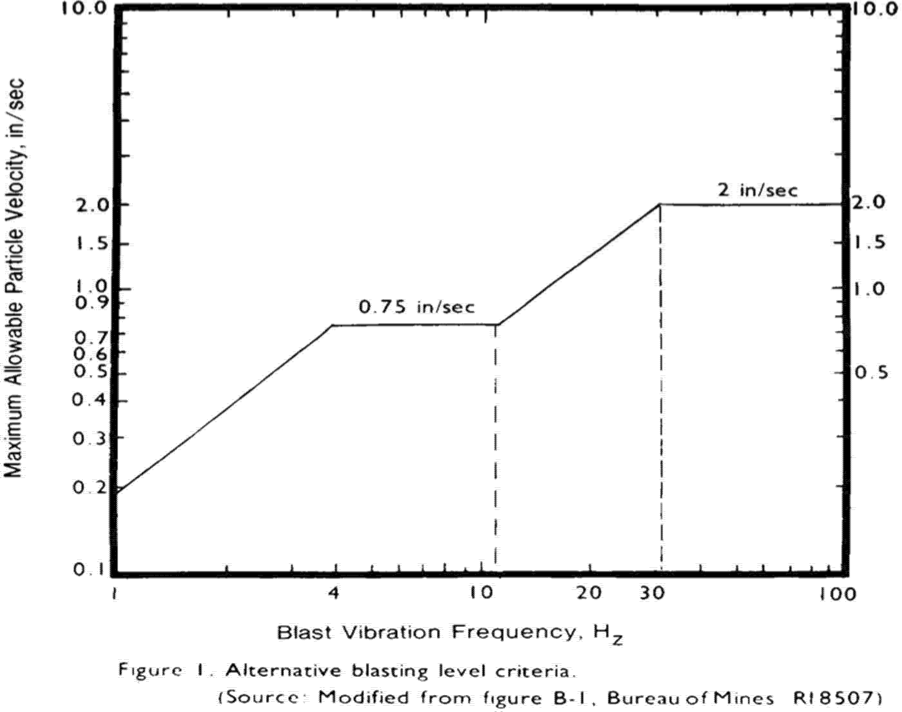 10.0
10.0
Maximum Allowable Particle Velocity, in/sec
2 in/sec
2.0
2.0
1.5
1.5
1.0
1.0
0.9
0.75 in/sec
0.7
0.6
0.5
0.5
0.4
0.3
0.2
0.1
1 4 10 20 30 100
Blast Vibration Frequency, Hz
Figure 1. Alternative blasting level criteria.
(Source: Modified from figure B-1, Bureau of Mines RI8507)